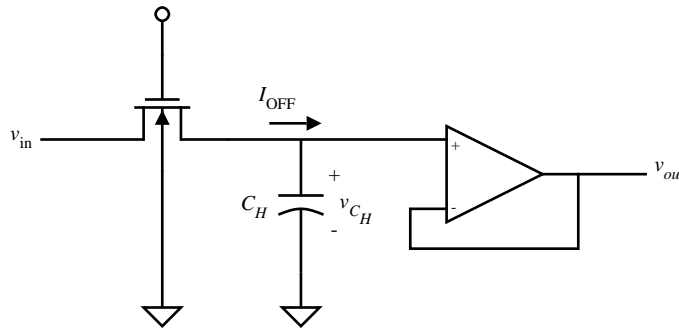 I_OFF
v_in
+
+
C_H
v_C_H
-
-
v_ou